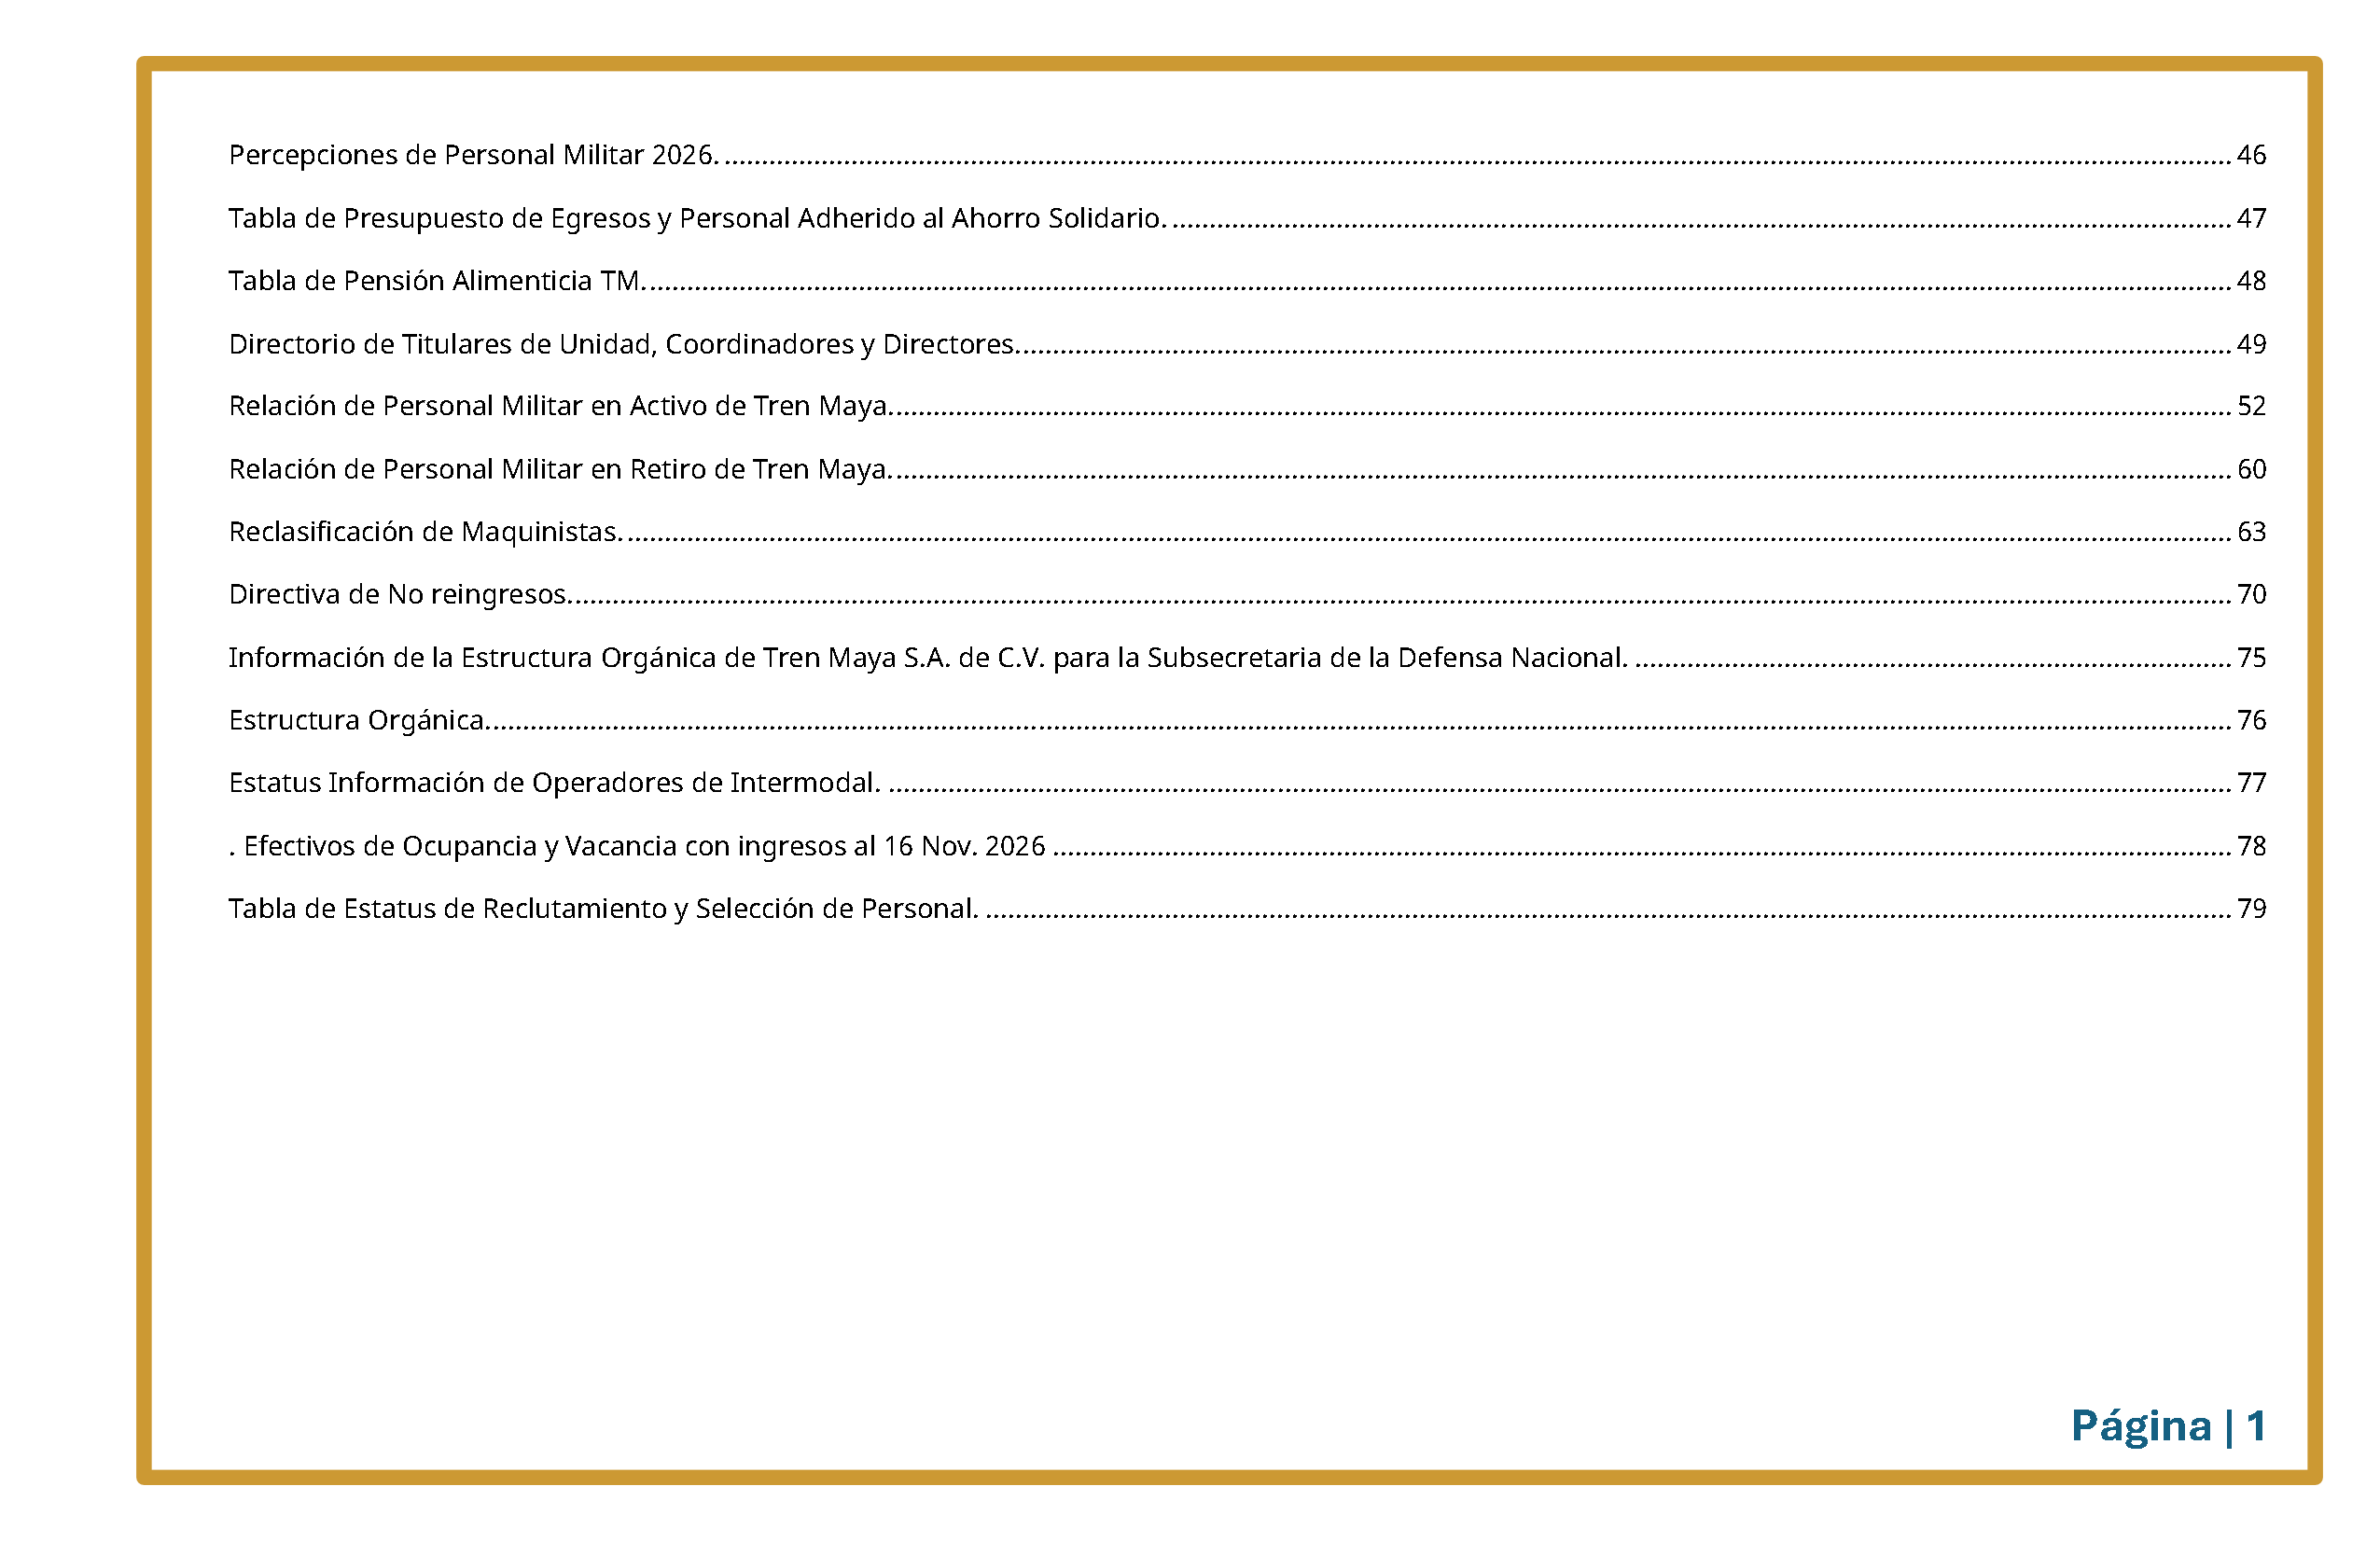 Percepciones de Personal Militar 2026. ........ 46
Tabla de Presupuesto de Egresos y Personal Adherido al Ahorro Solidario. ........ 47
Tabla de Pensión Alimenticia TM. ........ 48
Directorio de Titulares de Unidad, Coordinadores y Directores. ........ 49
Relación de Personal Militar en Activo de Tren Maya. ........ 52
Relación de Personal Militar en Retiro de Tren Maya. ........ 60
Reclasificación de Maquinistas. ........ 63
Directiva de No reingresos. ........ 70
Información de la Estructura Orgánica de Tren Maya S.A. de C.V. para la Subsecretaria de la Defensa Nacional. ........ 75
Estructura Orgánica. ........ 76
Estatus Información de Operadores de Intermodal. ........ 77
. Efectivos de Ocupancia y Vacancia con ingresos al 16 Nov. 2026 ........ 78
Tabla de Estatus de Reclutamiento y Selección de Personal. ........ 79
Página | 1